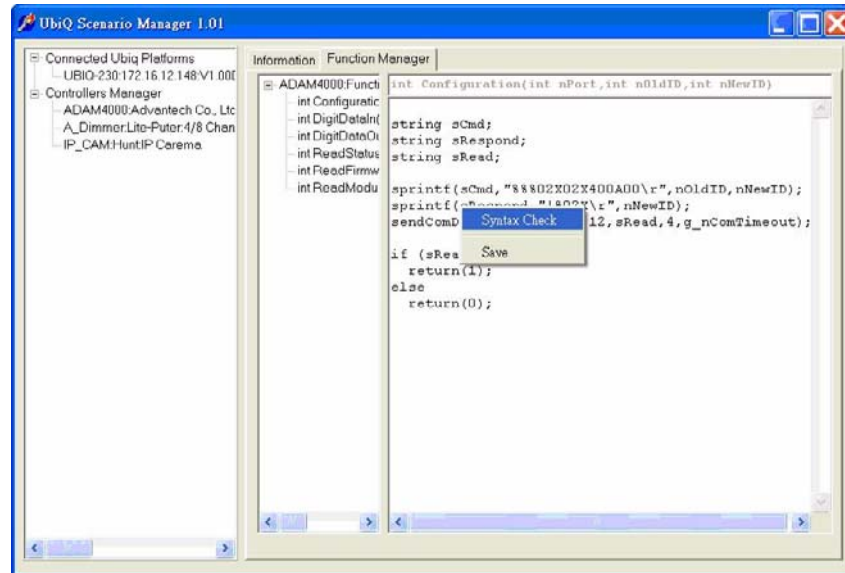 UbiQ Scenario Manager 1.01
Connected Ubiq Platforms
UBIQ-230:172.16.12.148:V1.00
Controllers Manager
ADAM4000:Advantech Co., Ltc
A_Dimmer:Lite-Puter:4/8 Chan
IP_CAM:Hunt:IP Carema
Information
Function Manager
ADAM4000:Functi
int Configuratic
int DigitDataIn(
int DigitDataOu
int ReadStatus
int ReadFirmw
int ReadModu
int Configuration(int nPort,int nOldID,int nNewID)
string sCmd;
string sRespond;
string sRead;
sprintf(sCmd,"%%%02X%02X400A00\r",nOldID,nNewID);
sprintf(sRespond,"!%02X\r",nNewID);
sendComD 12,sRead,4,g_nComTimeout);
if (sRea
return(1);
else
return(0);
Syntax Check
Save